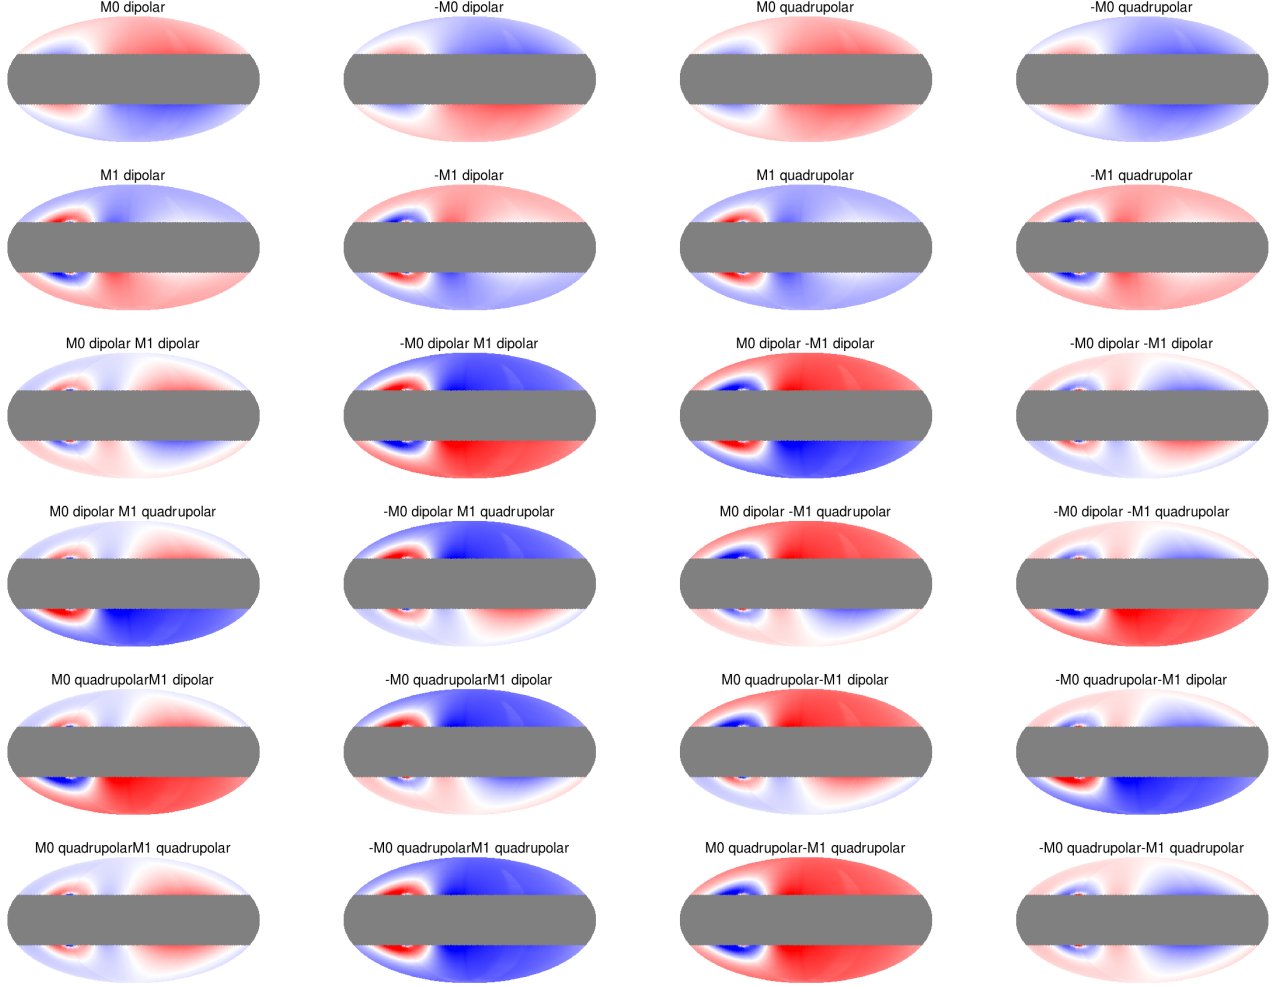 M0 dipolar
-M0 dipolar
M0 quadrupolar
-M0 quadrupolar
M1 dipolar
-M1 dipolar
M1 quadrupolar
-M1 quadrupolar
M0 dipolar M1 dipolar
-M0 dipolar M1 dipolar
M0 dipolar -M1 dipolar
-M0 dipolar -M1 dipolar
M0 dipolar M1 quadrupolar
-M0 dipolar M1 quadrupolar
M0 dipolar -M1 quadrupolar
-M0 dipolar -M1 quadrupolar
M0 quadrupolarM1 dipolar
-M0 quadrupolarM1 dipolar
M0 quadrupolar-M1 dipolar
-M0 quadrupolar-M1 dipolar
M0 quadrupolarM1 quadrupolar
-M0 quadrupolarM1 quadrupolar
M0 quadrupolar-M1 quadrupolar
-M0 quadrupolar-M1 quadrupolar